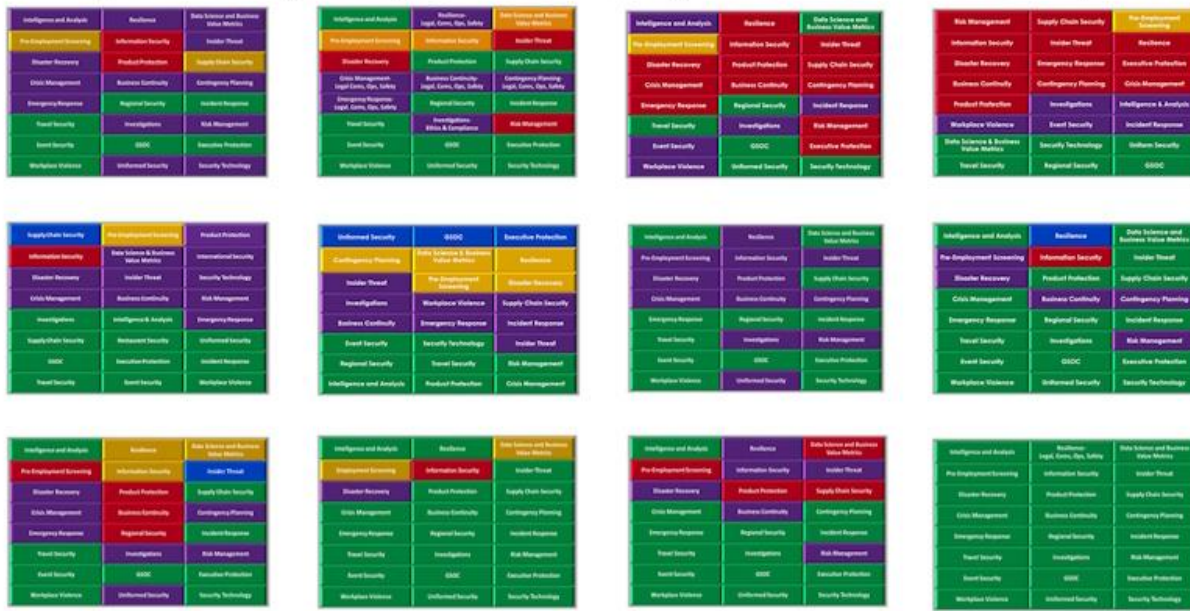 Intelligence and Analysis
Resilience
Data Science and Business Value Metrics
Pre-Employment Screening
Information Security
Insider Threat
Disaster Recovery
Product Protection
Supply Chain Security
Crisis Management
Business Continuity
Contingency Planning
Emergency Response
Regional Security
Incident Response
Travel Security
Investigations
Risk Management
Event Security
GSOC
Executive Protection
Workplace Violence
Uniformed Security
Security Technology
Intelligence and Analysis
Resilience-
Legal, Coms, Ops, Safety
Data Science and Business Value Metrics
Pre-Employment Screening
Information Security
Insider Threat
Disaster Recovery
Product Protection
Supply Chain Security
Crisis Management-
Legal Coms, Ops, Safety
Business Continuity-
Legal, Coms, Ops, Safety
Contingency Planning-
Legal, Coms, Ops, Safety
Emergency Response-
Legal, Coms, Ops, Safety
Regional Security
Incident Response
Travel Security
Investigations-
Ethics & Compliance
Risk Management
Event Security
GSOC
Executive Protection
Workplace Violence
Uniformed Security
Security Technology
Intelligence and Analysis
Resilience
Data Science and
Business Value Metrics
Pre-Employment Screening
Information Security
Insider Threat
Disaster Recovery
Product Protection
Supply Chain Security
Crisis Management
Business Continuity
Contingency Planning
Emergency Response
Regional Security
Incident Response
Travel Security
Investigations
Risk Management
Event Security
GSOC
Executive Protection
Workplace Violence
Uniformed Security
Security Technology
Risk Management
Supply Chain Security
Pre-Employment
Screening
Information Security
Insider Threat
Resilience
Disaster Recovery
Emergency Response
Executive Protection
Business Continuity
Contingency Planning
Crisis Management
Product Protection
Investigations
Intelligence & Analysis
Workplace Violence
Event Security
Incident Response
Data Science & Business
Value Metrics
Security Technology
Uniform Security
Travel Security
Regional Security
GSOC
Supply Chain Security
Pre-Employment Screening
Product Protection
Information Security
Data Science & Business
Value Metrics
International Security
Disaster Recovery
Insider Threat
Security Technology
Crisis Management
Business Continuity
Risk Management
Investigations
Intelligence & Analysis
Emergency Response
Supply Chain Security
Restaurant Security
Uniformed Security
GSOC
Executive Protection
Incident Response
Travel Security
Event Security
Workplace Violence
Uniformed Security
GSOC
Executive Protection
Contingency Planning
Data Science & Business
Value Metrics
Resilience
Insider Threat
Pre-Employment
Screening
Disaster Recovery
Investigations
Workplace Violence
Supply Chain Security
Business Continuity
Emergency Response
Incident Response
Event Security
Security Technology
Insider Threat
Regional Security
Travel Security
Risk Management
Intelligence and Analysis
Product Protection
Crisis Management
Intelligence and Analysis
Resilience
Data Science and Business
Value Metrics
Pre-Employment Screening
Information Security
Insider Threat
Disaster Recovery
Product Protection
Supply Chain Security
Crisis Management
Business Continuity
Contingency Planning
Emergency Response
Regional Security
Incident Response
Travel Security
Investigations
Risk Management
Event Security
GSOC
Executive Protection
Workplace Violence
Uniformed Security
Security Technology
Intelligence and Analysis
Resilience
Data Science and
Business Value Metrics
Pre-Employment Screening
Information Security
Insider Threat
Disaster Recovery
Product Protection
Supply Chain Security
Crisis Management
Business Continuity
Contingency Planning
Emergency Response
Regional Security
Incident Response
Travel Security
Investigations
Risk Management
Event Security
GSOC
Executive Protection
Workplace Violence
Uniformed Security
Security Technology
Intelligence and Analysis
Resilience
Data Science and Business
Value Metrics
Pre-Employment Screening
Information Security
Insider Threat
Disaster Recovery
Product Protection
Supply Chain Security
Crisis Management
Business Continuity
Contingency Planning
Emergency Response
Regional Security
Incident Response
Travel Security
Investigations
Risk Management
Event Security
GSOC
Executive Protection
Workplace Violence
Uniformed Security
Security Technology
Intelligence and Analysis
Resilience
Data Science and Business
Value Metrics
Employment Screening
Information Security
Insider Threat
Disaster Recovery
Product Protection
Supply Chain Security
Crisis Management
Business Continuity
Contingency Planning
Emergency Response
Regional Security
Incident Response
Travel Security
Investigations
Risk Management
Event Security
GSOC
Executive Protection
Workplace Violence
Uniformed Security
Security Technology
Intelligence and Analysis
Resilience
Data Science and Business
Value Metrics
Pre-Employment Screening
Information Security
Insider Threat
Disaster Recovery
Product Protection
Supply Chain Security
Crisis Management
Business Continuity
Contingency Planning
Emergency Response
Regional Security
Incident Response
Travel Security
Investigations
Risk Management
Event Security
GSOC
Executive Protection
Workplace Violence
Uniformed Security
Security Technology
Intelligence and Analysis
Resilience-
Legal, Coms, Ops, Safety
Data Science and Business
Value Metrics
Pre-Employment Screening
Information Security
Insider Threat
Disaster Recovery
Product Protection
Supply Chain Security
Crisis Management
Business Continuity
Contingency Planning
Emergency Response
Regional Security
Incident Response
Travel Security
Investigations
Risk Management
Event Security
GSOC
Executive Protection
Workplace Violence
Uniformed Security
Security Technology